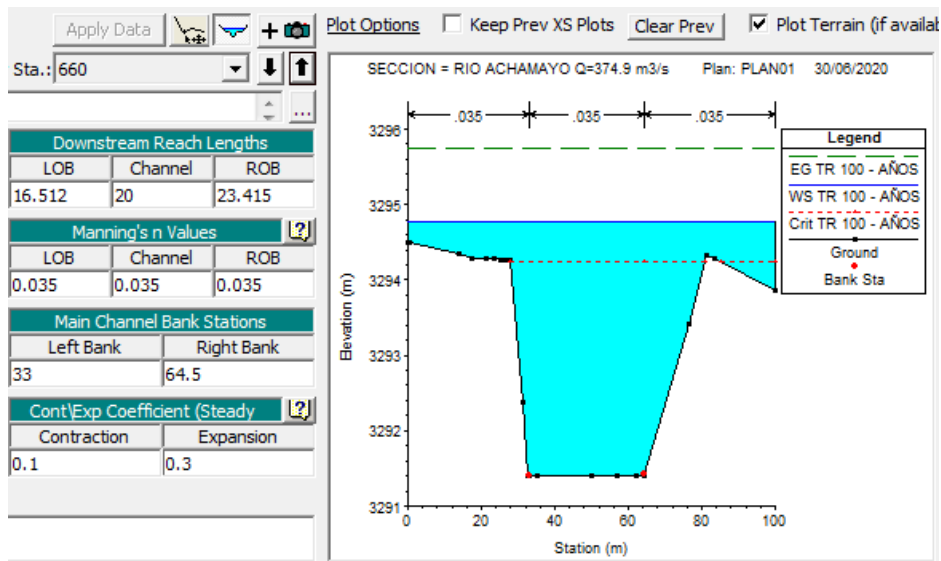 Apply Data
Sta.: 660
...
Downstream Reach Lengths
LOB Channel ROB
16.512 20 23.415
Manning's n Values
LOB Channel ROB
0.035 0.035 0.035
Main Channel Bank Stations
Left Bank Right Bank
33 64.5
Cont\Exp Coefficient (Steady
Contraction Expansion
0.1 0.3
Plot Options Keep Prev XS Plots Clear Prev Plot Terrain (if availab
SECCION = RIO ACHAMAYO Q=374.9 m3/s Plan: PLAN01 30/06/2020
.035 .035 .035
3296
3295
3294
3293
3292
3291
Elevation (m)
0 20 40 60 80 100
Station (m)
Legend
EG TR 100 - AÑOS
WS TR 100 - AÑOS
Crit TR 100 - AÑOS
Ground
Bank Sta